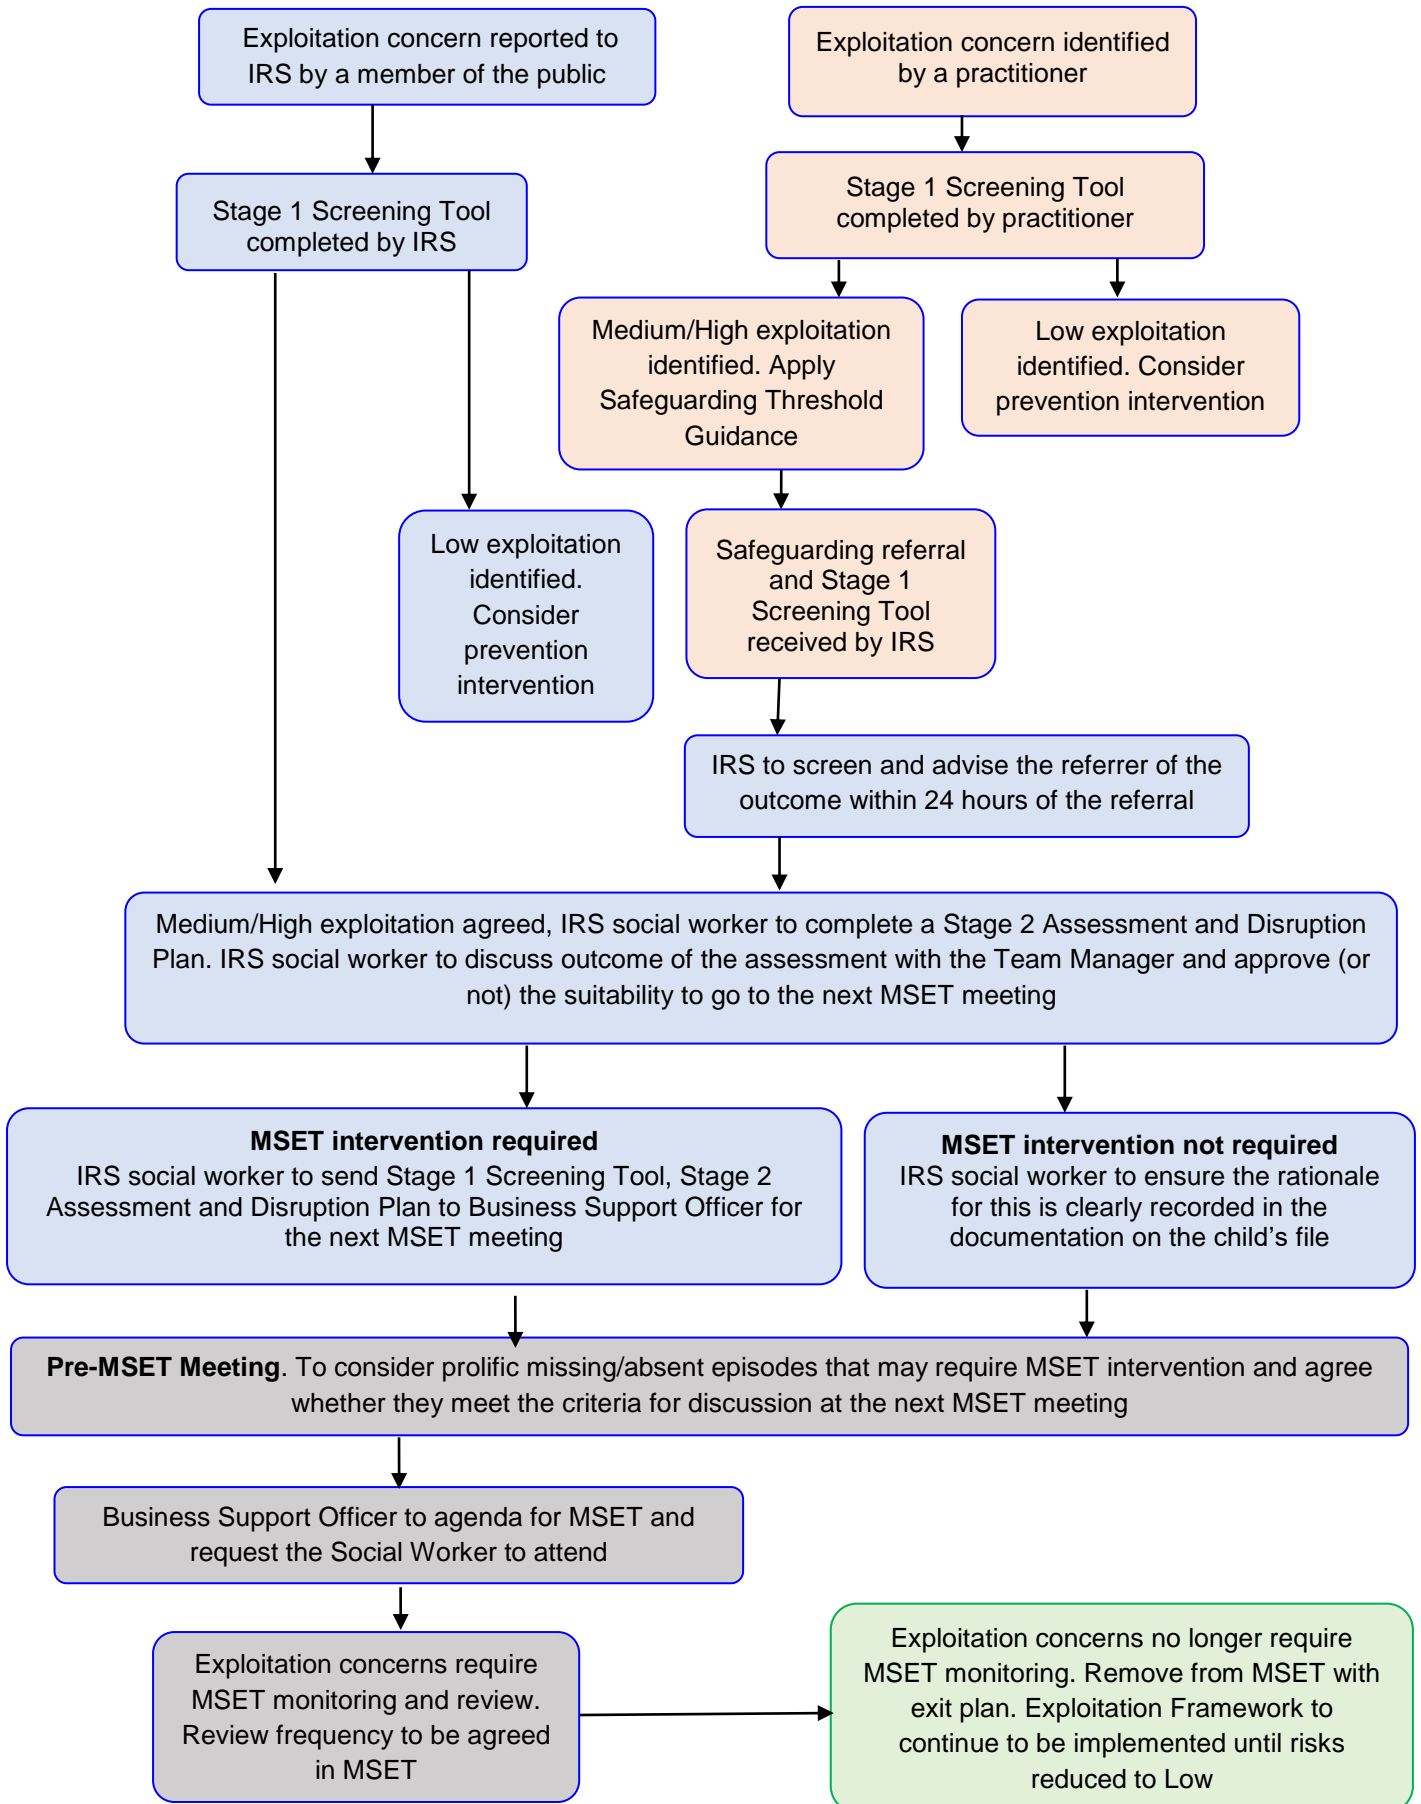 Exploitation concern reported to
IRS by a member of the public
Exploitation concern identified
by a practitioner
Stage 1 Screening Tool
completed by IRS
Stage 1 Screening Tool
completed by practitioner
Medium/High exploitation
identified. Apply
Safeguarding Threshold
Guidance
Low exploitation
identified. Consider
prevention intervention
Low exploitation
identified.
Consider
prevention
intervention
Safeguarding referral
and Stage 1
Screening Tool
received by IRS
IRS to screen and advise the referrer of the
outcome within 24 hours of the referral
Medium/High exploitation agreed, IRS social worker to complete a Stage 2 Assessment and Disruption
Plan. IRS social worker to discuss outcome of the assessment with the Team Manager and approve (or
not) the suitability to go to the next MSET meeting
MSET intervention required
IRS social worker to send Stage 1 Screening Tool, Stage 2
Assessment and Disruption Plan to Business Support Officer for
the next MSET meeting
MSET intervention not required
IRS social worker to ensure the rationale
for this is clearly recorded in the
documentation on the child’s file
Pre-MSET Meeting. To consider prolific missing/absent episodes that may require MSET intervention and agree
whether they meet the criteria for discussion at the next MSET meeting
Business Support Officer to agenda for MSET and
request the Social Worker to attend
Exploitation concerns require
MSET monitoring and review.
Review frequency to be agreed
in MSET
Exploitation concerns no longer require
MSET monitoring. Remove from MSET with
exit plan. Exploitation Framework to
continue to be implemented until risks
reduced to Low